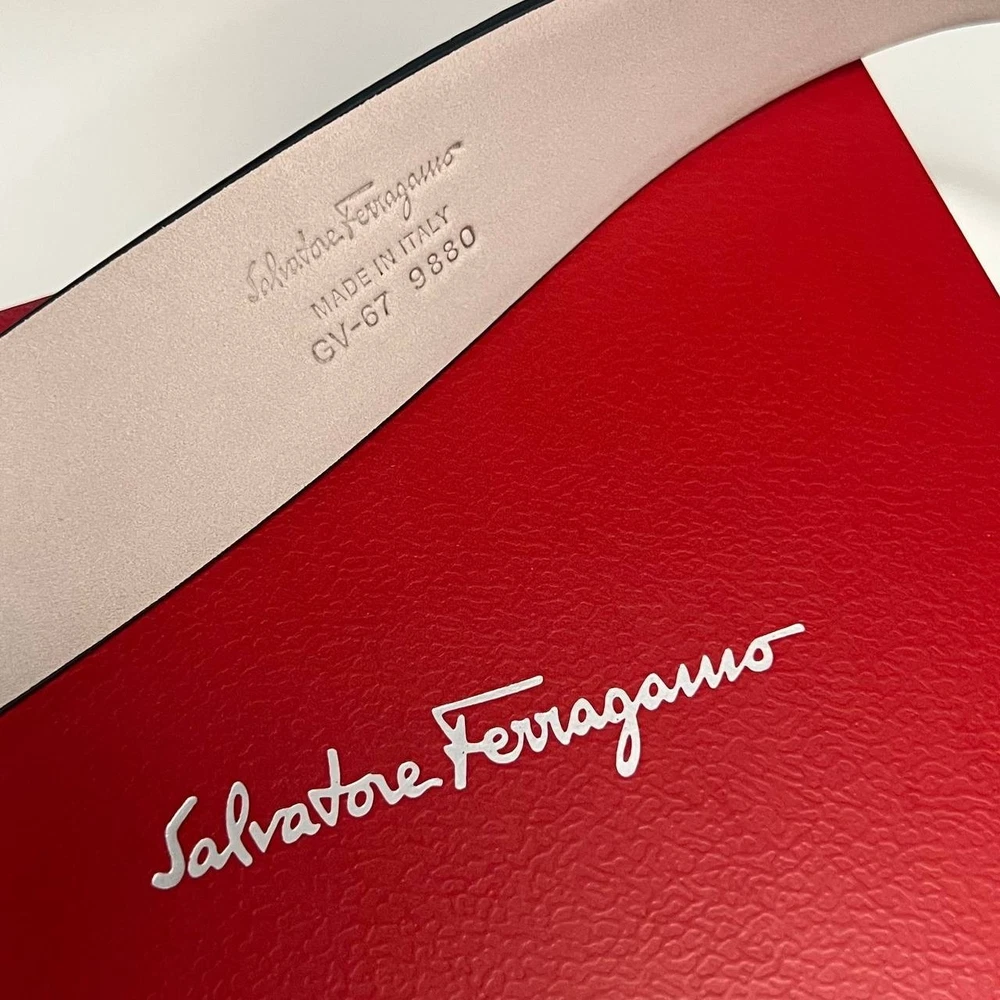 Salvatore Ferragamo
MADE IN ITALY
GV-67 9880
Salvatore Ferragamo